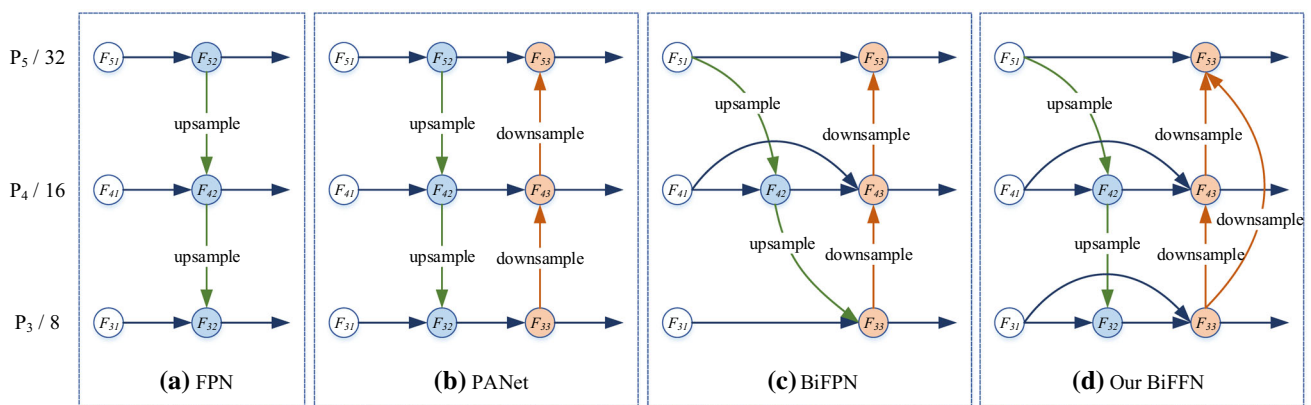 P5 / 32
F51
F52
F51
F52
F53
F51
F53
F51
F53
upsample
upsample
downsample
upsample
downsample
upsample
downsample
P4 / 16
F41
F42
F41
F42
F43
F41
F42
F43
F41
F42
F43
upsample
upsample
downsample
upsample
downsample
upsample
downsample
downsample
P3 / 8
F31
F32
F31
F32
F33
F31
F33
F31
F32
F33
(a) FPN
(b) PANet
(c) BiFPN
(d) Our BiFFN